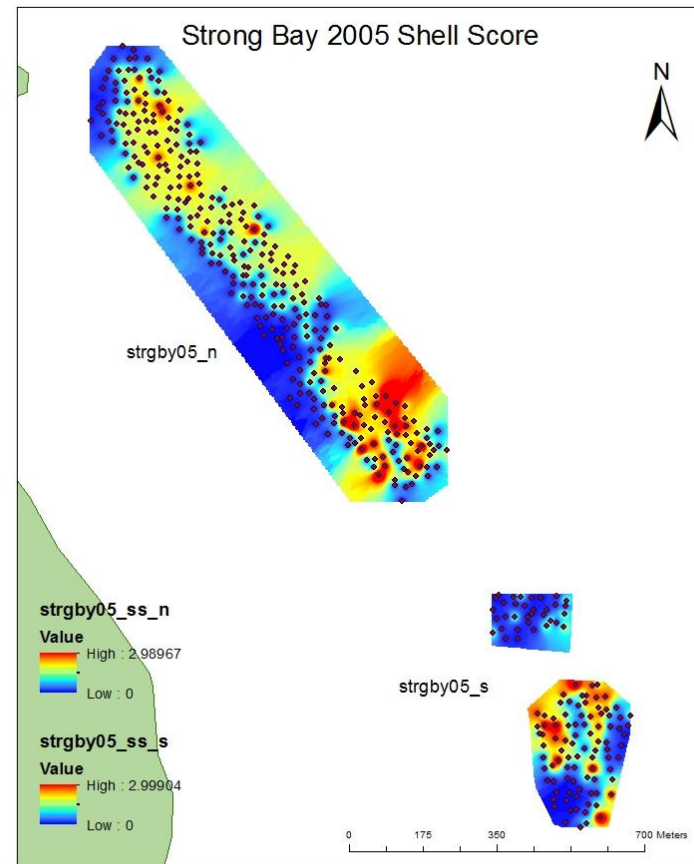 Strong Bay 2005 Shell Score
N
strgby05_n
strgby05_ss_n
Value
High : 2.98967
Low : 0
strgby05_s
strgby05_ss_s
Value
High : 2.99904
Low : 0
0 175 350 700 Meters